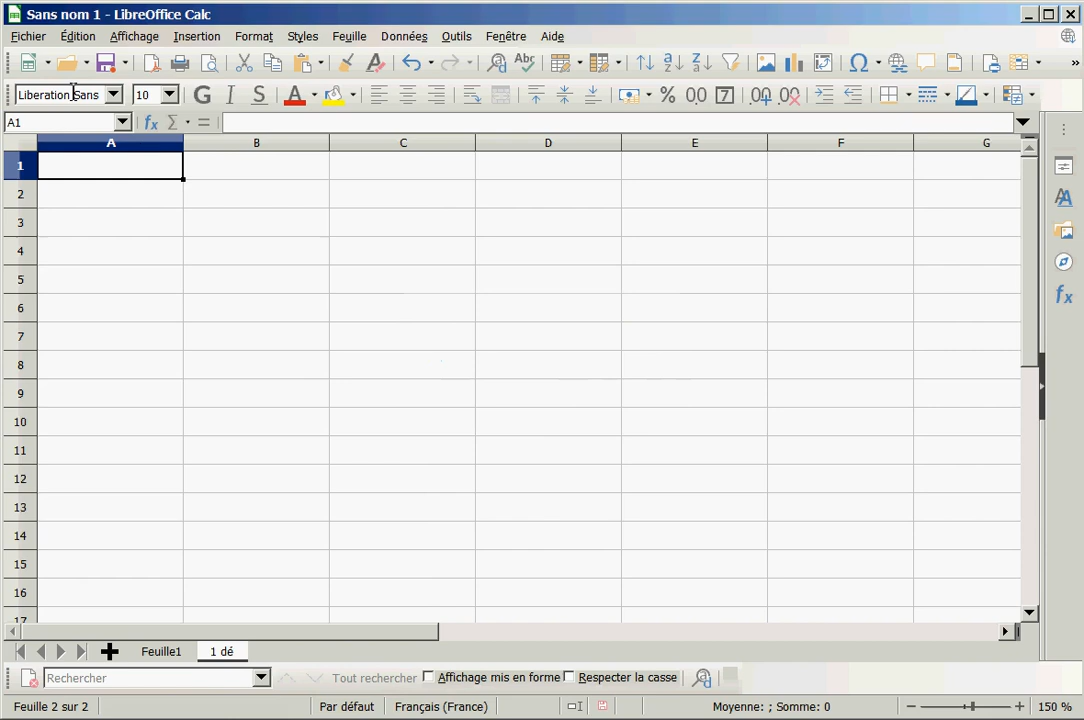 Sans nom 1 - LibreOffice Calc
Fichier Édition Affichage Insertion Format Styles Feuille Données Outils Fenêtre Aide
Liberation Sans 10 G I S
A1
A B C D E F G
1
2
3
4
5
6
7
8
9
10
11
12
13
14
15
16
17
Feuille1 1 dé
Rechercher Tout rechercher Affichage mis en forme Respecter la casse
Feuille 2 sur 2 Par défaut Français (France) Moyenne: ; Somme: 0 150 %